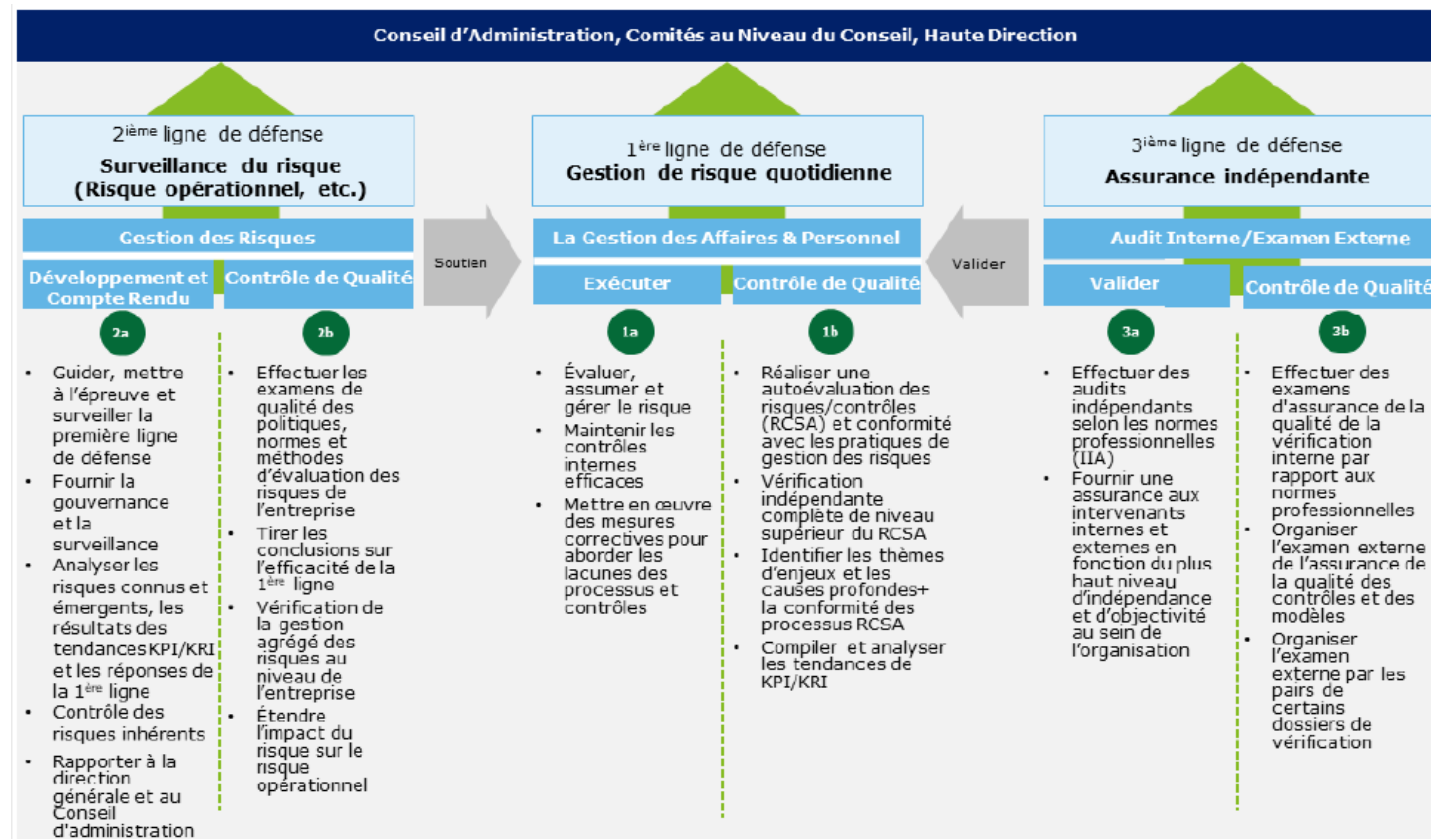 Conseil d'Administration, Comités au Niveau du Conseil, Haute Direction
2ième ligne de défense
Surveillance du risque
(Risque opérationnel, etc.)
Gestion des Risques
Développement et
Compte Rendu
Contrôle de Qualité
2a
• Guider, mettre
à l'épreuve et
surveiller la
première ligne
de défense
• Fournir la
gouvernance
et la
surveillance
• Analyser les
risques connus et
émergents, les
résultats des
tendances KPI/KRI
et les réponses de
la 1ère ligne
• Contrôle des
risques inhérents
• Rapporter à la
direction
générale et au
Conseil
d'administration
2b
• Effectuer les
examens de
qualité des
politiques,
normes et
méthodes
d'évaluation des
risques de
l'entreprise
• Tirer les
conclusions sur
l'efficacité de la
1ère ligne
• Vérification de
la gestion
agrégé des
risques au
niveau de
l'entreprise
• Étendre
l'impact du
risque sur le
risque
opérationnel
Soutien
1ère ligne de défense
Gestion de risque quotidienne
La Gestion des Affaires & Personnel
Exécuter
Contrôle de Qualité
1a
• Évaluer,
assumer et
gérer le risque
• Maintenir les
contrôles
internes
efficaces
• Mettre en œuvre
des mesures
correctives pour
aborder les
lacunes des
processus et
contrôles
1b
• Réaliser une
autoévaluation des
risques/contrôles
(RCSA) et conformité
avec les pratiques de
gestion des risques
• Vérification
indépendante
complète de niveau
supérieur du RCSA
• Identifier les thèmes
d'enjeux et les
causes profondes+
la conformité des
processus RCSA
• Compiler et analyser
les tendances de
KPI/KRI
Valider
3ième ligne de défense
Assurance indépendante
Audit Interne/Examen Externe
Valider
Contrôle de Qualité
3a
• Effectuer des
audits
indépendants
selon les normes
professionnelles
(IIA)
• Fournir une
assurance aux
intervenants
internes et
externes en
fonction du plus
haut niveau
d'indépendance
et d'objectivité
au sein de
l'organisation
3b
• Effectuer des
examens
d'assurance de la
qualité de la
vérification
interne par
rapport aux
normes
professionnelles
• Organiser
l'examen externe
de l'assurance de
la qualité des
contrôles et des
modèles
• Organiser
l'examen
externe par les
pairs de
certains
dossiers de
vérification